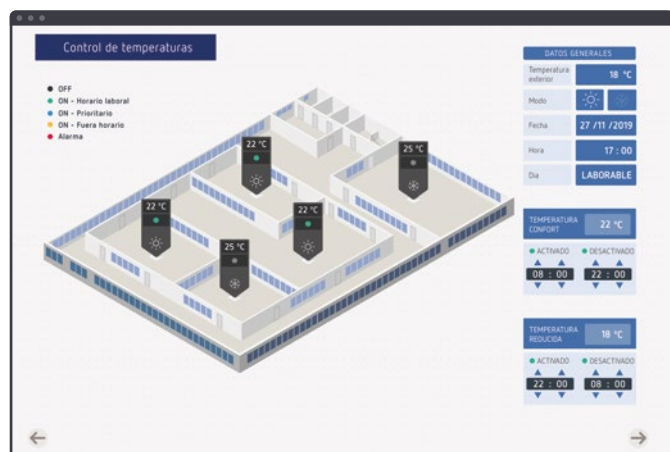 Control de temperaturas
OFF
ON - Horario laboral
ON - Prioritario
ON - Fuera horario
Alarma
22 °C
25 °C
22 °C
22 °C
25 °C
DATOS GENERALES
Temperatura
exterior
18 °C
Modo
Fecha
27 /11 /2019
Hora
17 : 00
Dia
LABORABLE
TEMPERATURA
CONFORT
22 °C
ACTIVADO
DESACTIVADO
08 : 00
22 : 00
TEMPERATURA
REDUCIDA
18 °C
ACTIVADO
DESACTIVADO
22 : 00
08 : 00